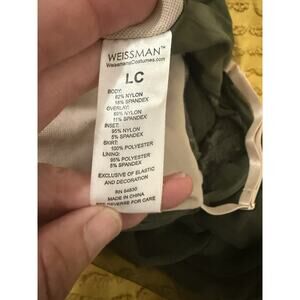 WEISSMAN™
WeissmansCostumes.com
LC
BODY:
82% NYLON
18% SPANDEX
OVERLAY:
89% NYLON
11% SPANDEX
INSET:
95% NYLON
5% SPANDEX
SKIRT:
100% POLYESTER
LINING:
95% POLYESTER
5% SPANDEX
EXCLUSIVE OF ELASTIC
AND DECORATION
RN 64830
MADE IN CHINA
SEE REVERSE FOR CARE